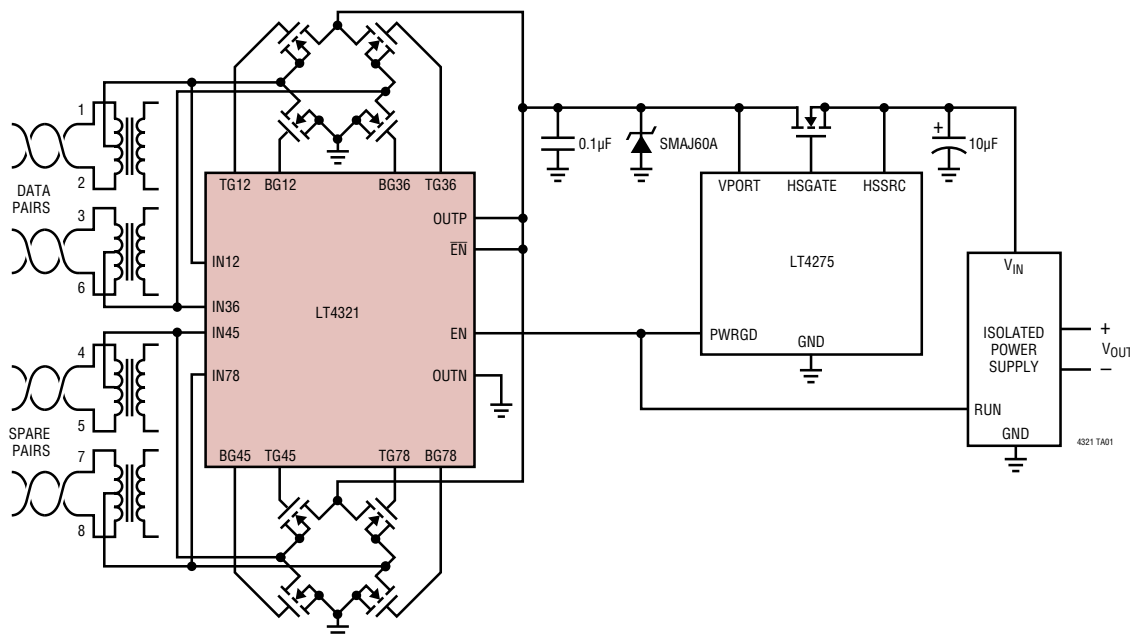 1
2
DATA
PAIRS
3
6
4
5
SPARE
PAIRS
7
8
TG12 BG12 BG36 TG36
OUTP
EN
IN12
IN36
LT4321
IN45
EN
IN78
OUTN
BG45 TG45 TG78 BG78
0.1µF
SMAJ60A
+
10µF
VPORT HSGATE HSSRC
LT4275
PWRGD
GND
VIN
ISOLATED
POWER
SUPPLY
+
VOUT
–
RUN
GND
4321 TA01